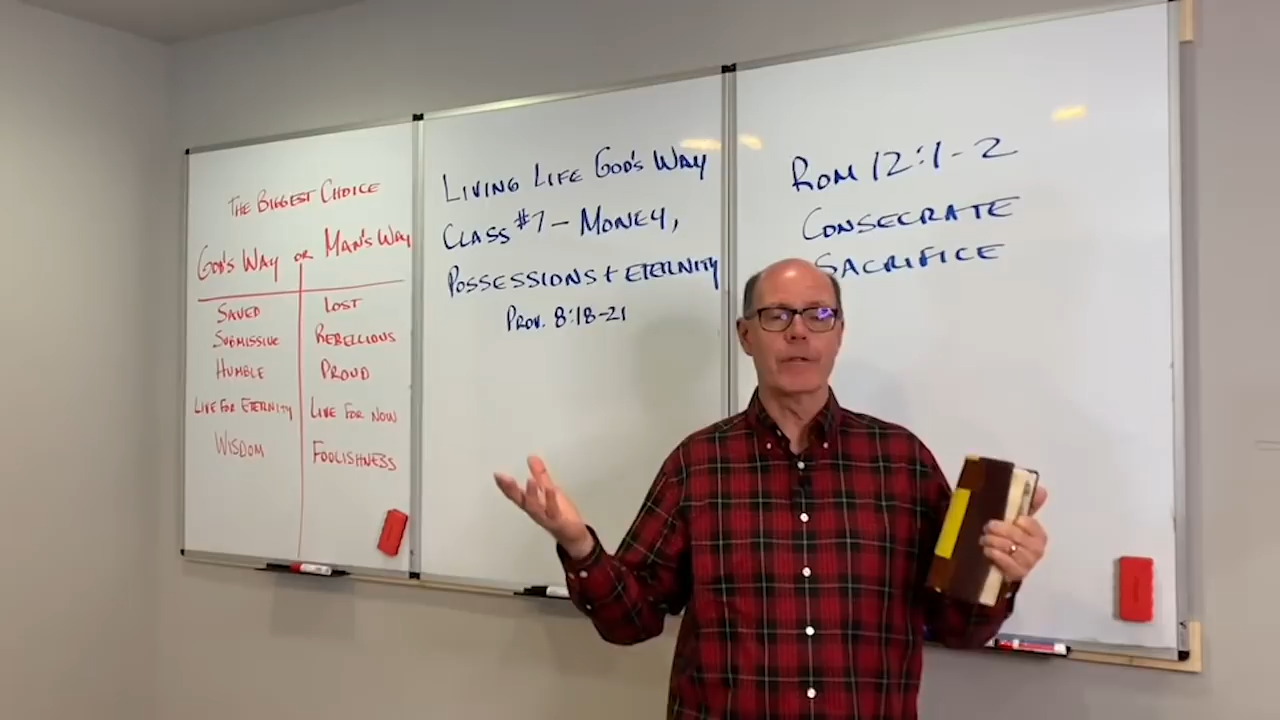 THE BIGGEST CHOICE
GOD'S WAY OR MAN'S WAY
SAVED LOST
SUBMISSIVE REBELLIOUS
HUMBLE PROUD
LIVE FOR ETERNITY LIVE FOR NOW
WISDOM FOOLISHNESS
LIVING LIFE GOD'S WAY
CLASS #7 - MONEY,
POSSESSIONS + ETERNITY
PROV. 8:18-21
ROM 12:1-2
CONSECRATE
SACRIFICE